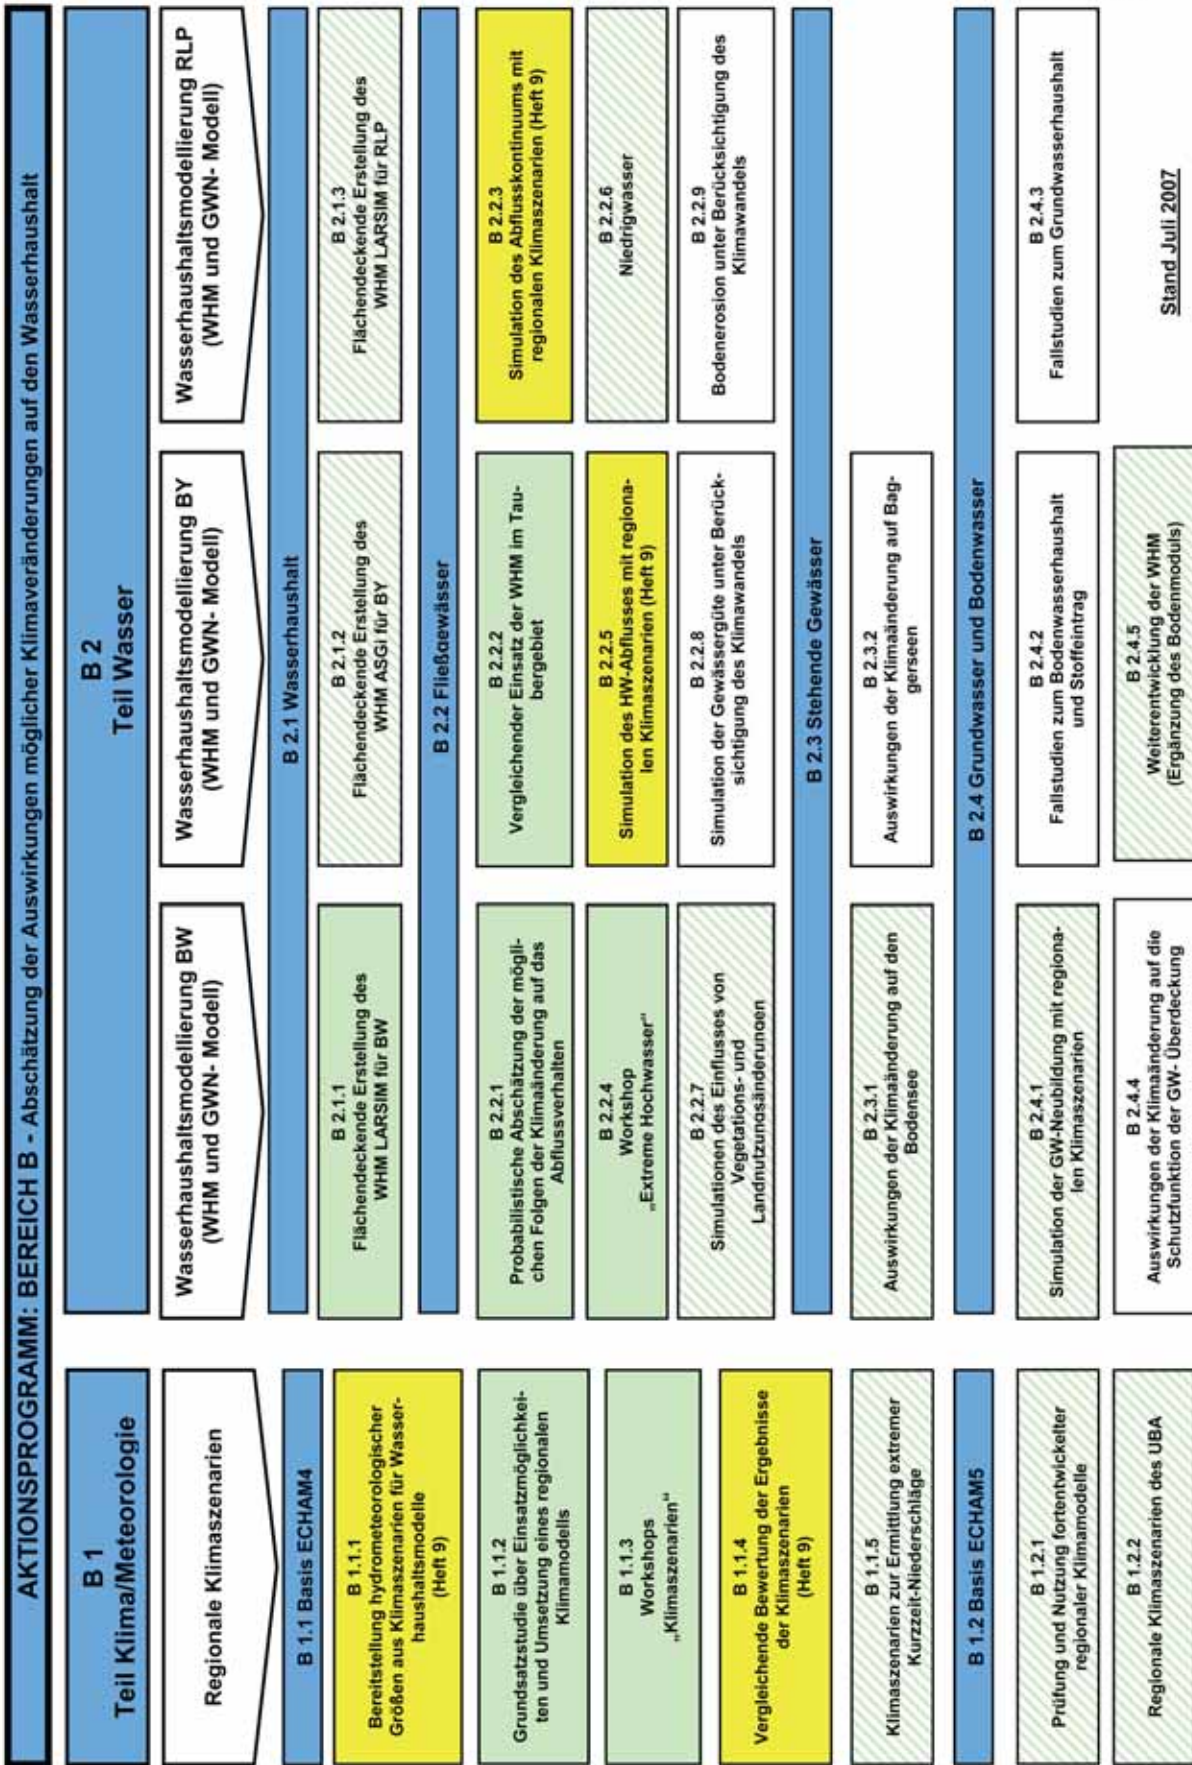 AKTIONSPROGRAMM: BEREICH B - Abschätzung der Auswirkungen möglicher Klimaveränderungen auf den Wasserhaushalt
B 1
Teil Klima/Meteorologie
Regionale Klimaszenarien
B 1.1 Basis ECHAM4
B 1.1.1
Bereitstellung hydrometeorologischer
Größen aus Klimaszenarien für Wasser-
haushaltsmodelle
(Heft 9)
B 1.1.2
Grundsatzstudie über Einsatzmöglichkei-
ten und Umsetzung eines regionalen
Klimamodells
B 1.1.3
Workshops
„Klimaszenarien“
B 1.1.4
Vergleichende Bewertung der Ergebnisse
der Klimaszenarien
(Heft 9)
B 1.1.5
Klimaszenarien zur Ermittlung extremer
Kurzzeit-Niederschläge
B 1.2 Basis ECHAM5
B 1.2.1
Prüfung und Nutzung fortentwickelter
regionaler Klimamodelle
B 1.2.2
Regionale Klimaszenarien des UBA
B 2
Teil Wasser
Wasserhaushaltsmodellierung BW
(WHM und GWN- Modell)
Wasserhaushaltsmodellierung BY
(WHM und GWN- Modell)
Wasserhaushaltsmodellierung RLP
(WHM und GWN- Modell)
B 2.1 Wasserhaushalt
B 2.1.1
Flächendeckende Erstellung des
WHM LARSIM für BW
B 2.1.2
Flächendeckende Erstellung des
WHM ASGI für BY
B 2.1.3
Flächendeckende Erstellung des
WHM LARSIM für RLP
B 2.2 Fließgewässer
B 2.2.1
Probabilistische Abschätzung der mögli-
chen Folgen der Klimaänderung auf das
Abflussverhalten
B 2.2.2
Vergleichender Einsatz der WHM im Tau-
bergebiet
B 2.2.3
Simulation des Abflusskontinuums mit
regionalen Klimaszenarien (Heft 9)
B 2.2.4
Workshop
„Extreme Hochwasser“
B 2.2.5
Simulation des HW-Abflusses mit regiona-
len Klimaszenarien (Heft 9)
B 2.2.6
Niedrigwässer
B 2.2.7
Simulationen des Einflusses von
Vegetations- und
Landnutzungsänderungen
B 2.2.8
Simulation der Gewässergüte unter Berück-
sichtigung des Klimawandels
B 2.2.9
Bodenerosion unter Berücksichtigung des
Klimawandels
B 2.3 Stehende Gewässer
B 2.3.1
Auswirkungen der Klimaänderung auf den
Bodensee
B 2.3.2
Auswirkungen der Klimaänderung auf Bag-
gerseen
B 2.4 Grundwasser und Bodenwasser
B 2.4.1
Simulation der GW-Neubildung mit regiona-
len Klimaszenarien
B 2.4.2
Fallstudien zum Bodenwasserhaushalt
und Stoffeintrag
B 2.4.3
Fallstudien zum Grundwasserhaushalt
B 2.4.4
Auswirkungen der Klimaänderung auf die
Schutzfunktion der GW- Überdeckung
B 2.4.5
Weiterentwicklung der WHM
(Ergänzung des Bodenmoduls)
Stand Juli 2007